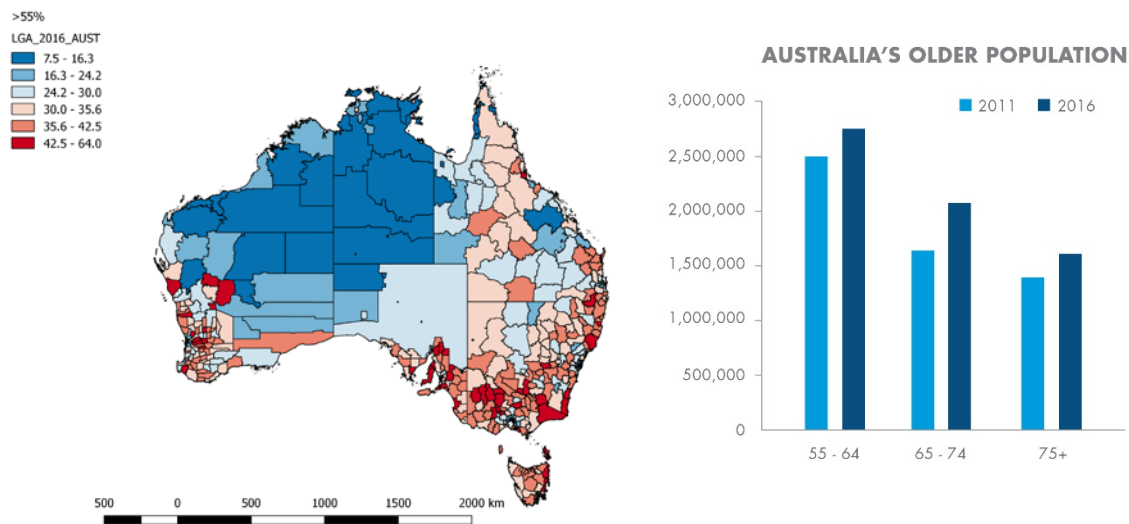 >55%
LGA_2016_AUST
7.5 - 16.3
16.3 - 24.2
24.2 - 30.0
30.0 - 35.6
35.6 - 42.5
42.5 - 64.0
500 0 500 1000 1500 2000 km
AUSTRALIA'S OLDER POPULATION
2011 2016
3,000,000
2,500,000
2,000,000
1,500,000
1,000,000
500,000
0
55 - 64 65 - 74 75+